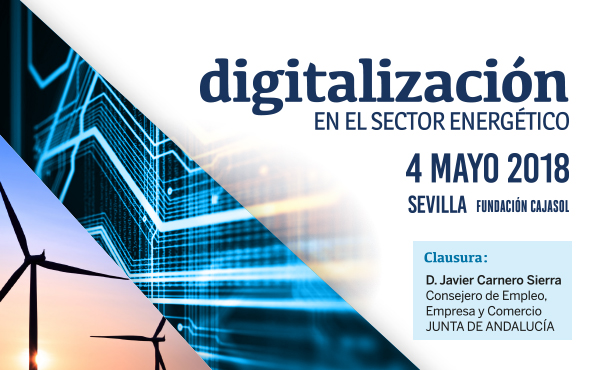 digitalización
EN EL SECTOR ENERGÉTICO
4 MAYO 2018
SEVILLA FUNDACIÓN CAJASOL
Clausura:
D. Javier Carnero Sierra
Consejero de Empleo,
Empresa y Comercio
JUNTA DE ANDALUCÍA